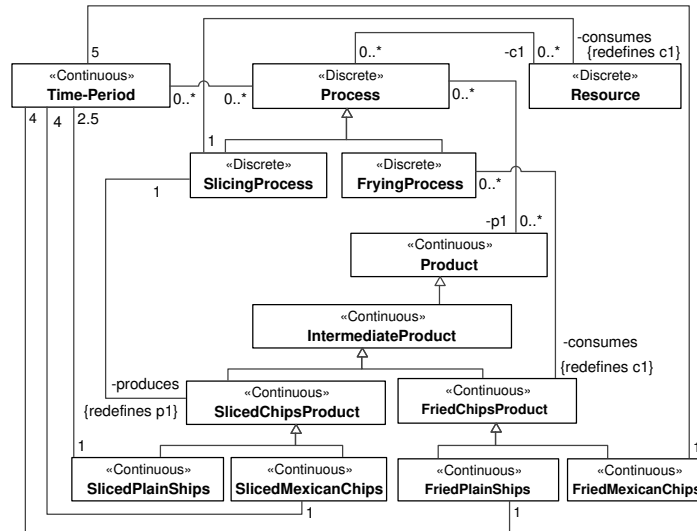 5
-consumes
0..*
-c1
0..*
{redefines c1}
«Continuous»
Time-Period
0..*
0..*
«Discrete»
Process
0..*
«Discrete»
Resource
4
4
2.5
1
«Discrete»
SlicingProcess
«Discrete»
FryingProcess
1
0..*
-p1
0..*
«Continuous»
Product
«Continuous»
IntermediateProduct
-consumes
{redefines c1}
-produces
{redefines p1}
«Continuous»
SlicedChipsProduct
«Continuous»
FriedChipsProduct
1
1
«Continuous»
SlicedPlainShips
«Continuous»
SlicedMexicanChips
«Continuous»
FriedPlainShips
«Continuous»
FriedMexicanChips
1
1